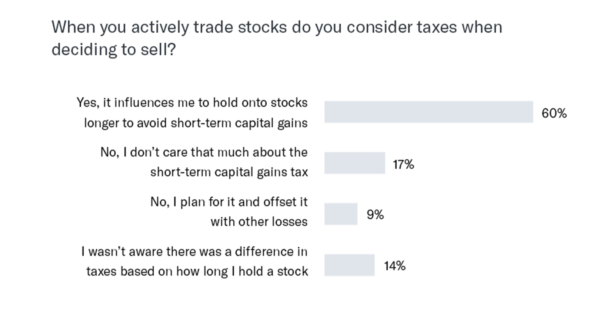 When you actively trade stocks do you consider taxes when
deciding to sell?
Yes, it influences me to hold onto stocks
longer to avoid short-term capital gains
60%
No, I don't care that much about the
short-term capital gains tax
17%
No, I plan for it and offset it
with other losses
9%
I wasn't aware there was a difference in
taxes based on how long I hold a stock
14%